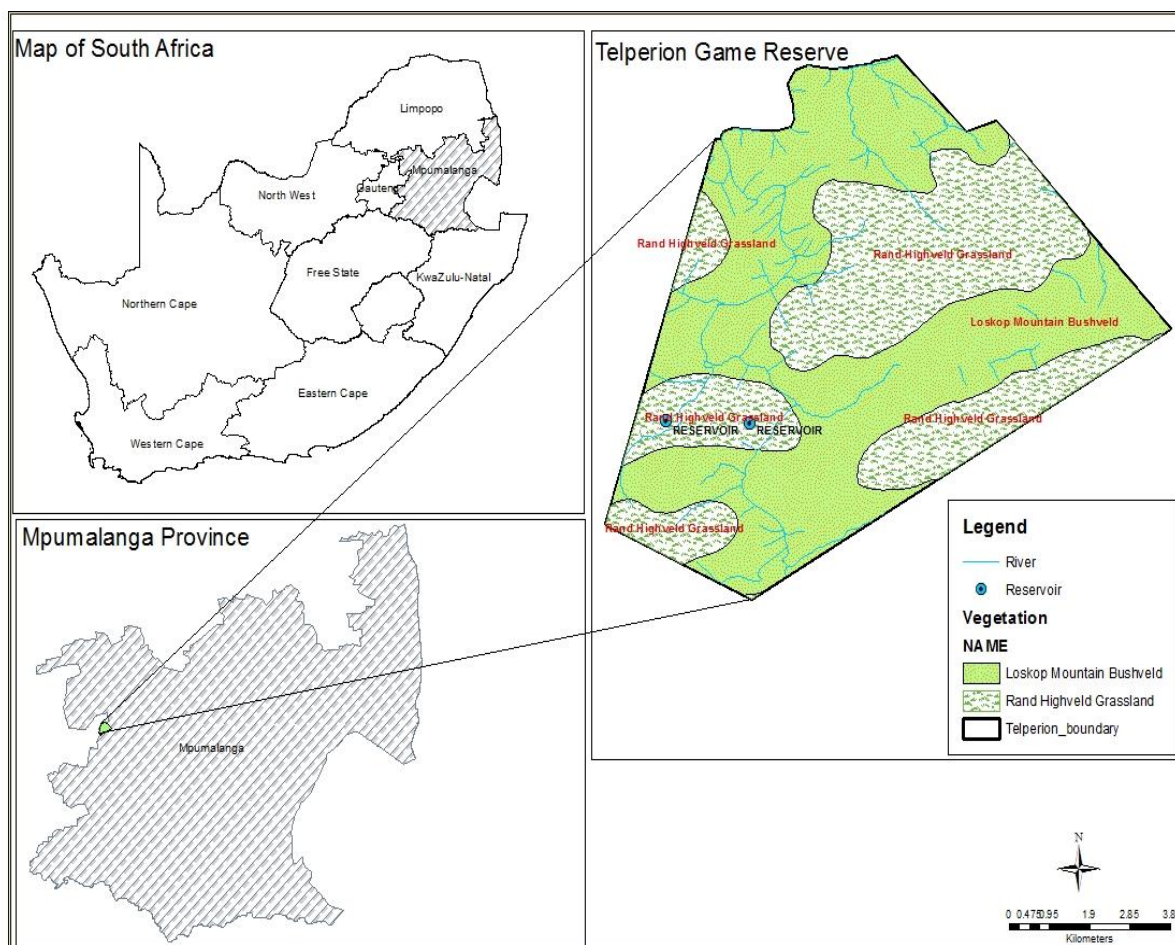 Map of South Africa
Limpopo
North West
Gauteng
Mpumalanga
Free State
KwaZulu-Natal
Northern Cape
Eastern Cape
Western Cape
Mpumalanga Province
Mpumalanga
Telperion Game Reserve
Rand Highveld Grassland
Rand Highveld Grassland
Loskop Mountain Bushveld
Rand Highveld Grassland
Rand Highveld Grassland
RESERVOIR
RESERVOIR
Rand Highveld Grassland
Legend
River
Reservoir
Vegetation
NAME
Loskop Mountain Bushveld
Rand Highveld Grassland
Telperion_boundary
N
0 0.475 0.95 1.9 2.85 3.8
Kilometers